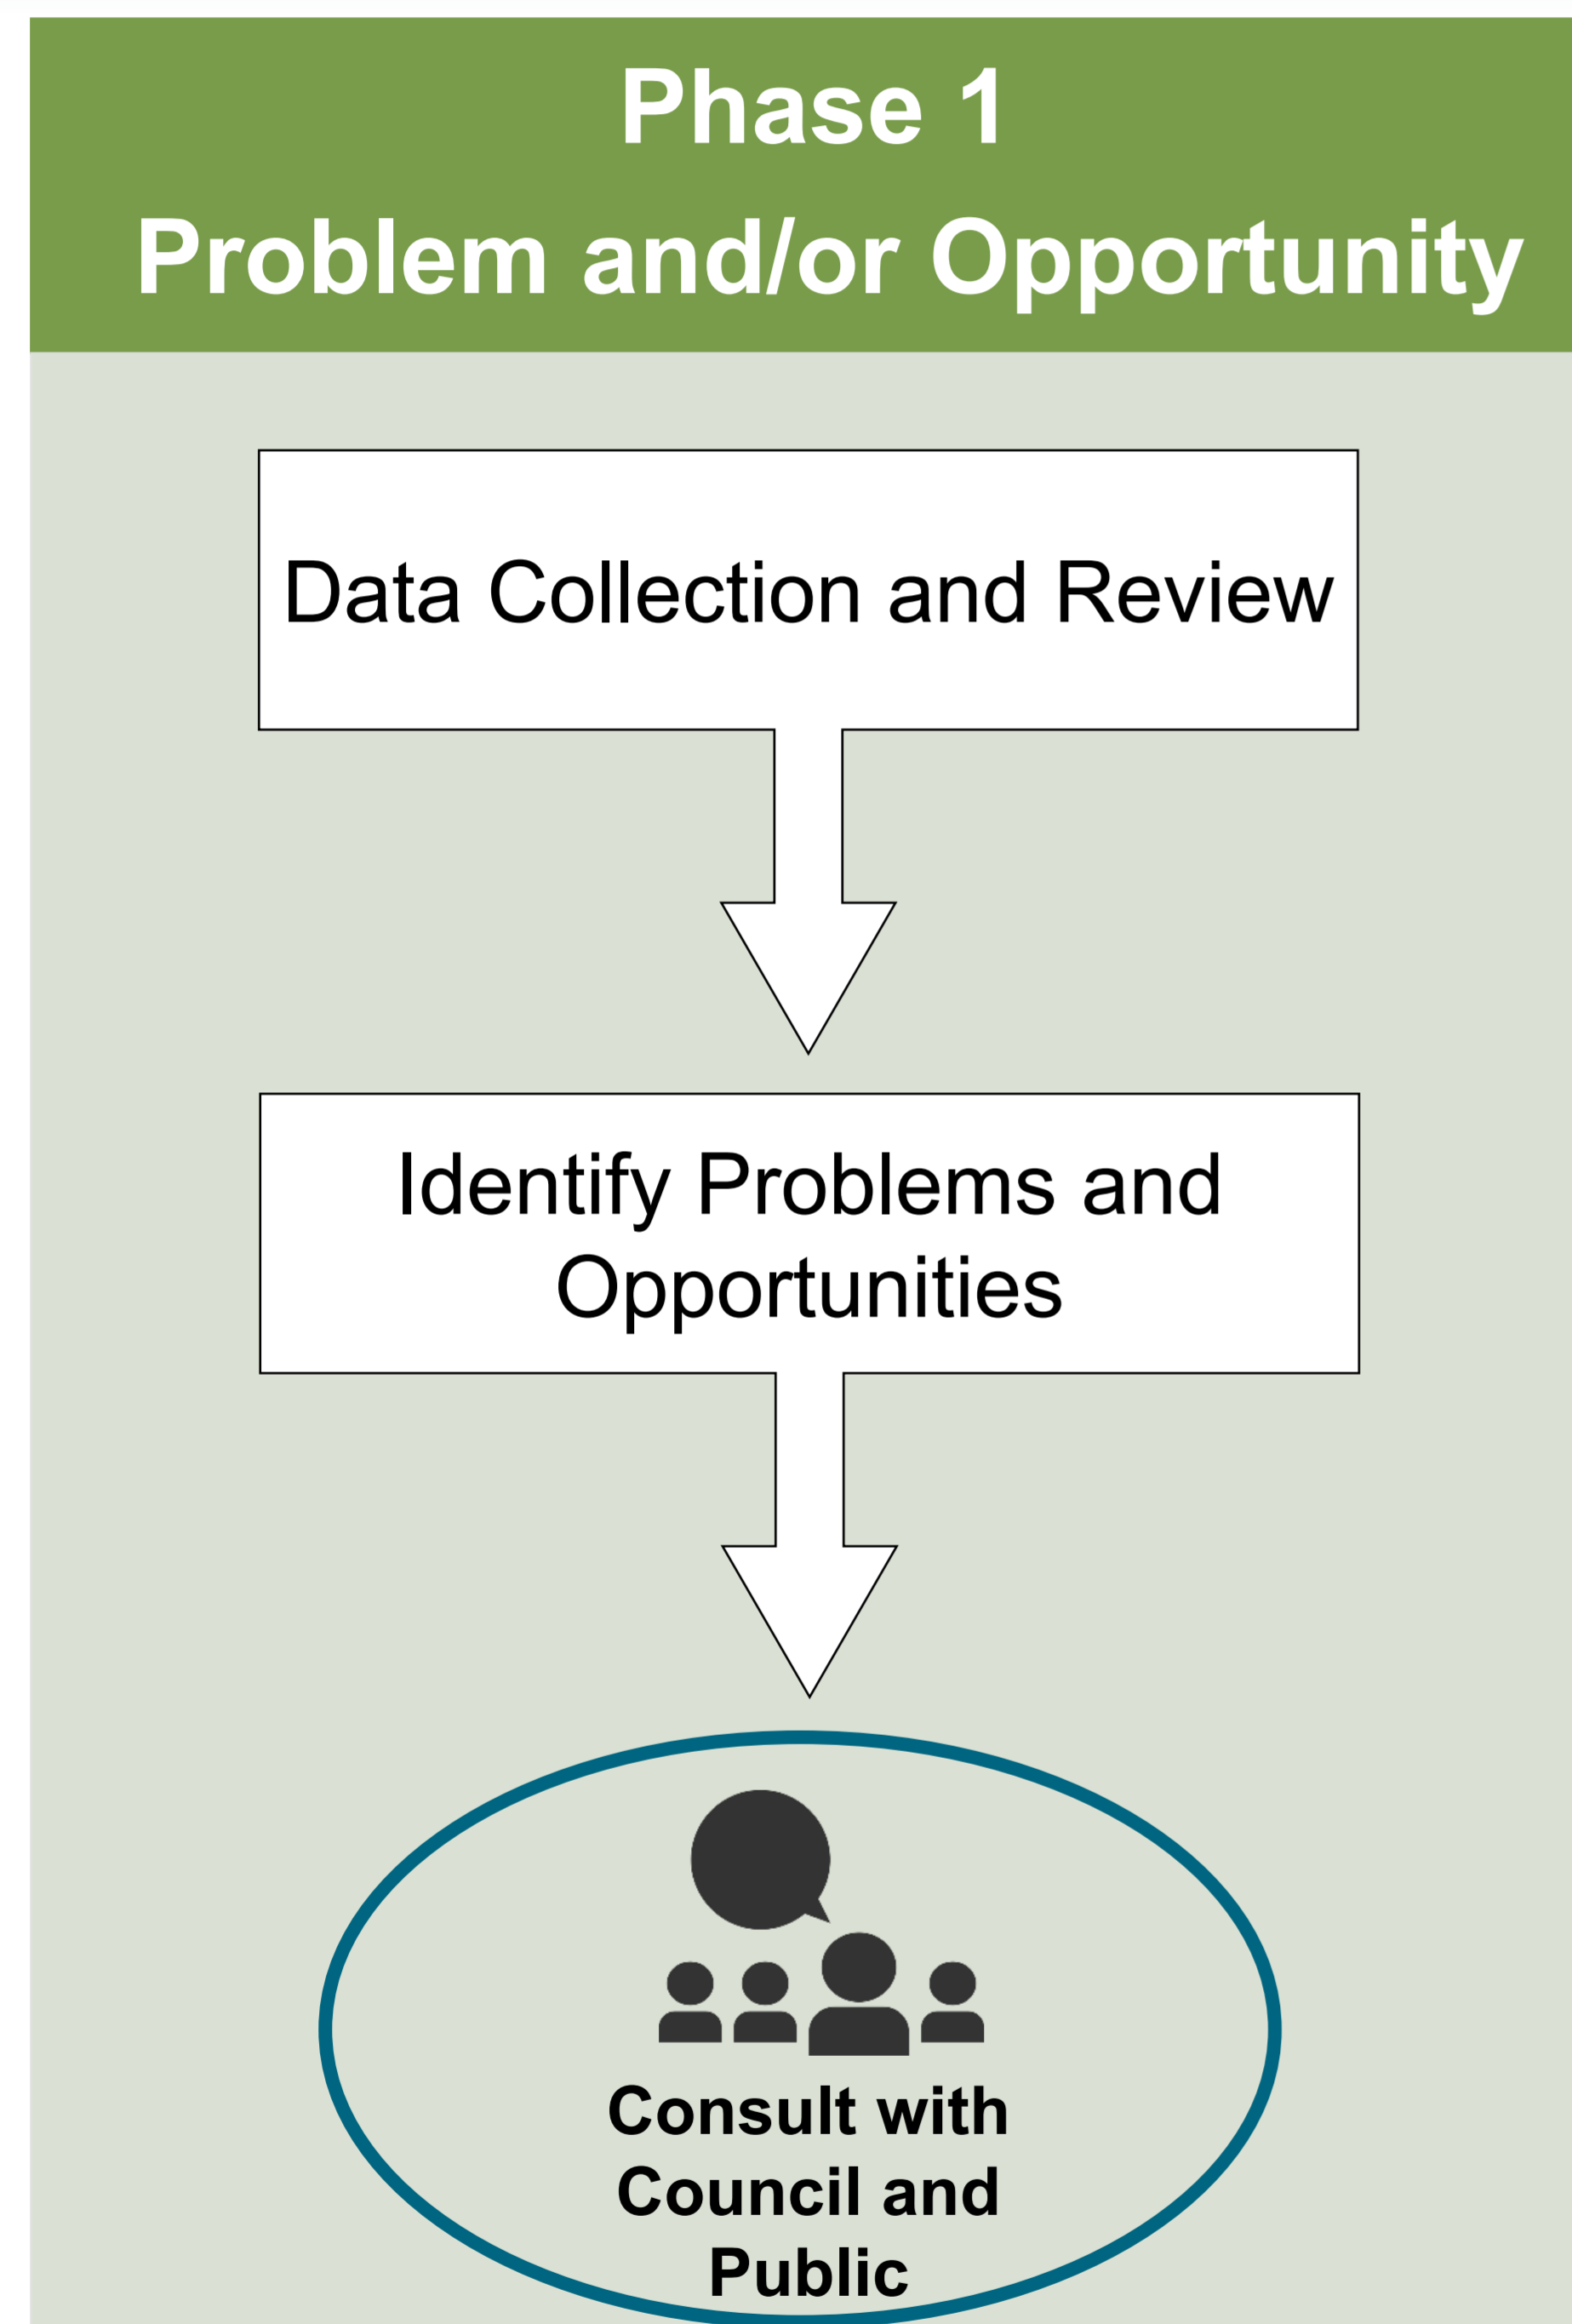 Phase 1
Problem and/or Opportunity
Data Collection and Review
Identify Problems and
Opportunities
Consult with
Council and
Public